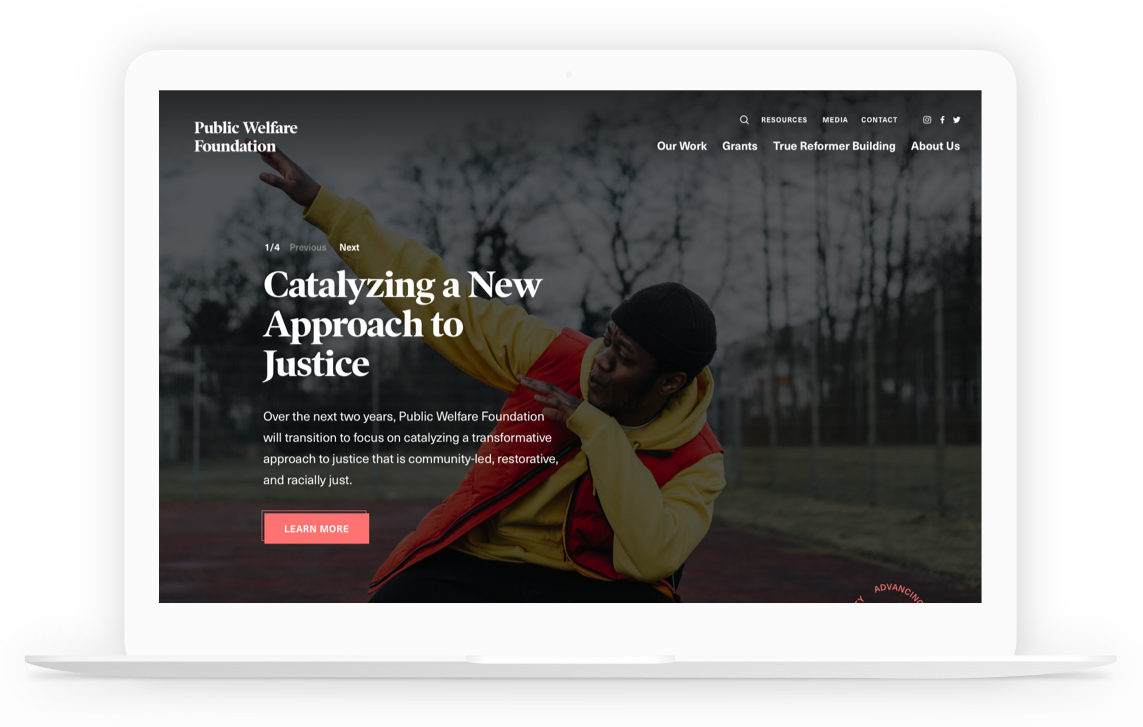 Public Welfare
Foundation
RESOURCES MEDIA CONTACT
Our Work Grants True Reformer Building About Us
1/4 Previous Next
Catalyzing a New
Approach to
Justice
Over the next two years, Public Welfare Foundation
will transition to focus on catalyzing a transformative
approach to justice that is community-led, restorative,
and racially just.
LEARN MORE
ADVANCING